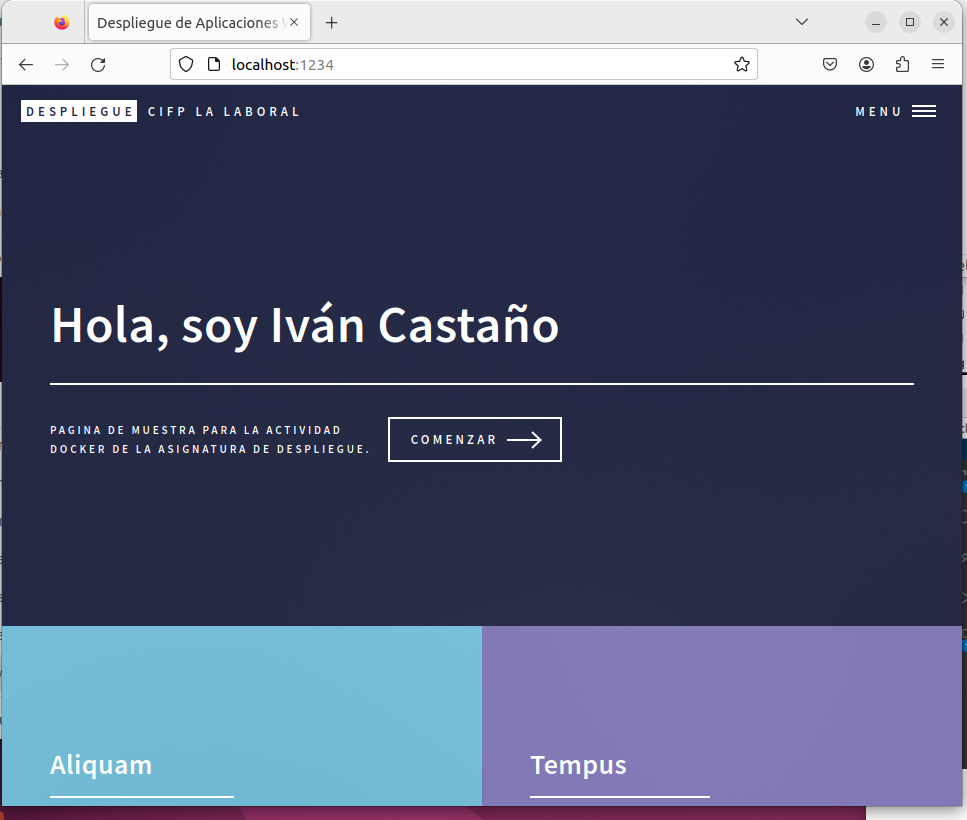 Despliegue de Aplicaciones
localhost:1234
DESPLIEGUE CIFP LA LABORAL
MENU
Hola, soy Iván Castaño
PAGINA DE MUESTRA PARA LA ACTIVIDAD
DOCKER DE LA ASIGNATURA DE DESPLIEGUE.
COMENZAR
Aliquam
Tempus